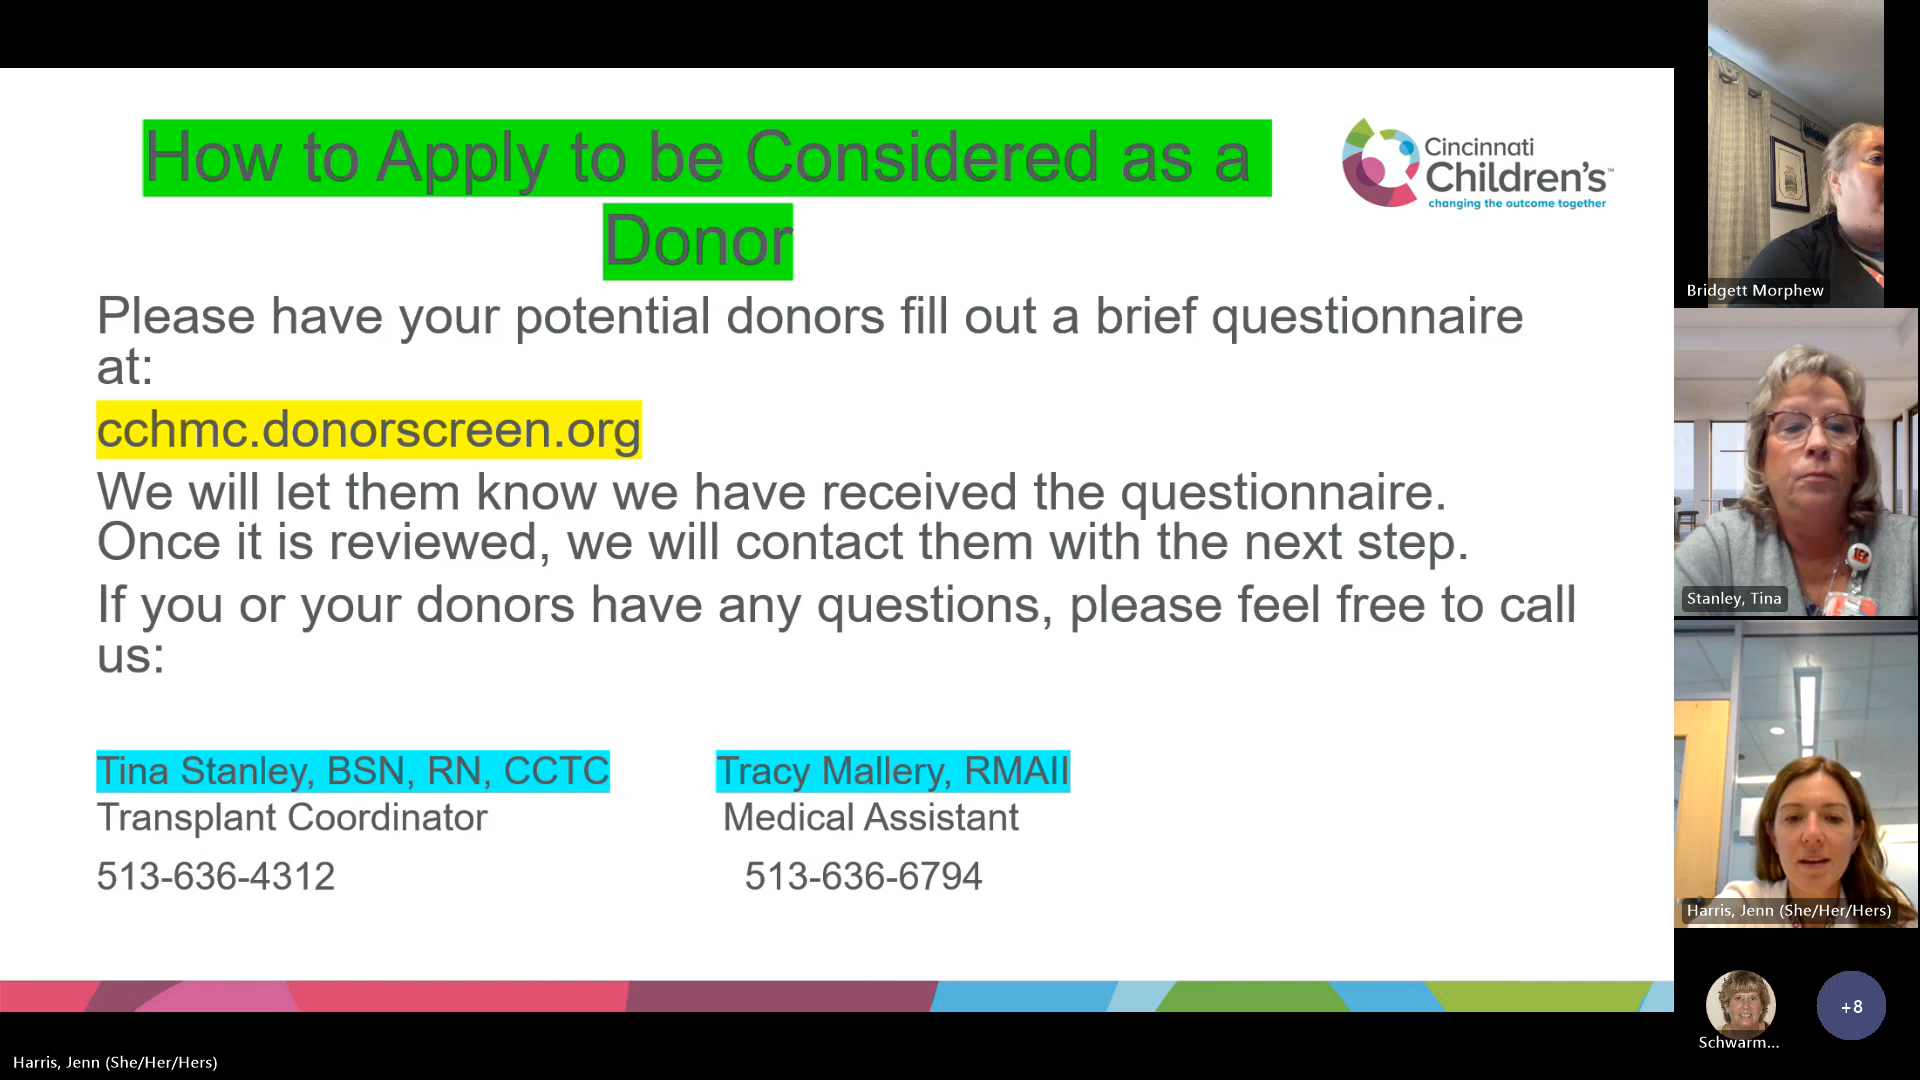 How to Apply to be Considered as a
Donor
Cincinnati
Children's™
changing the outcome together
Please have your potential donors fill out a brief questionnaire
at:
cchmc.donorscreen.org
We will let them know we have received the questionnaire.
Once it is reviewed, we will contact them with the next step.
If you or your donors have any questions, please feel free to call
us:
Tina Stanley, BSN, RN, CCTC
Tracy Mallery, RMAII
Transplant Coordinator
Medical Assistant
513-636-4312
513-636-6794
Bridgett Morphew
Stanley, Tina
Harris, Jenn (She/Her/Hers)
Schwarm...
+8
Harris, Jenn (She/Her/Hers)